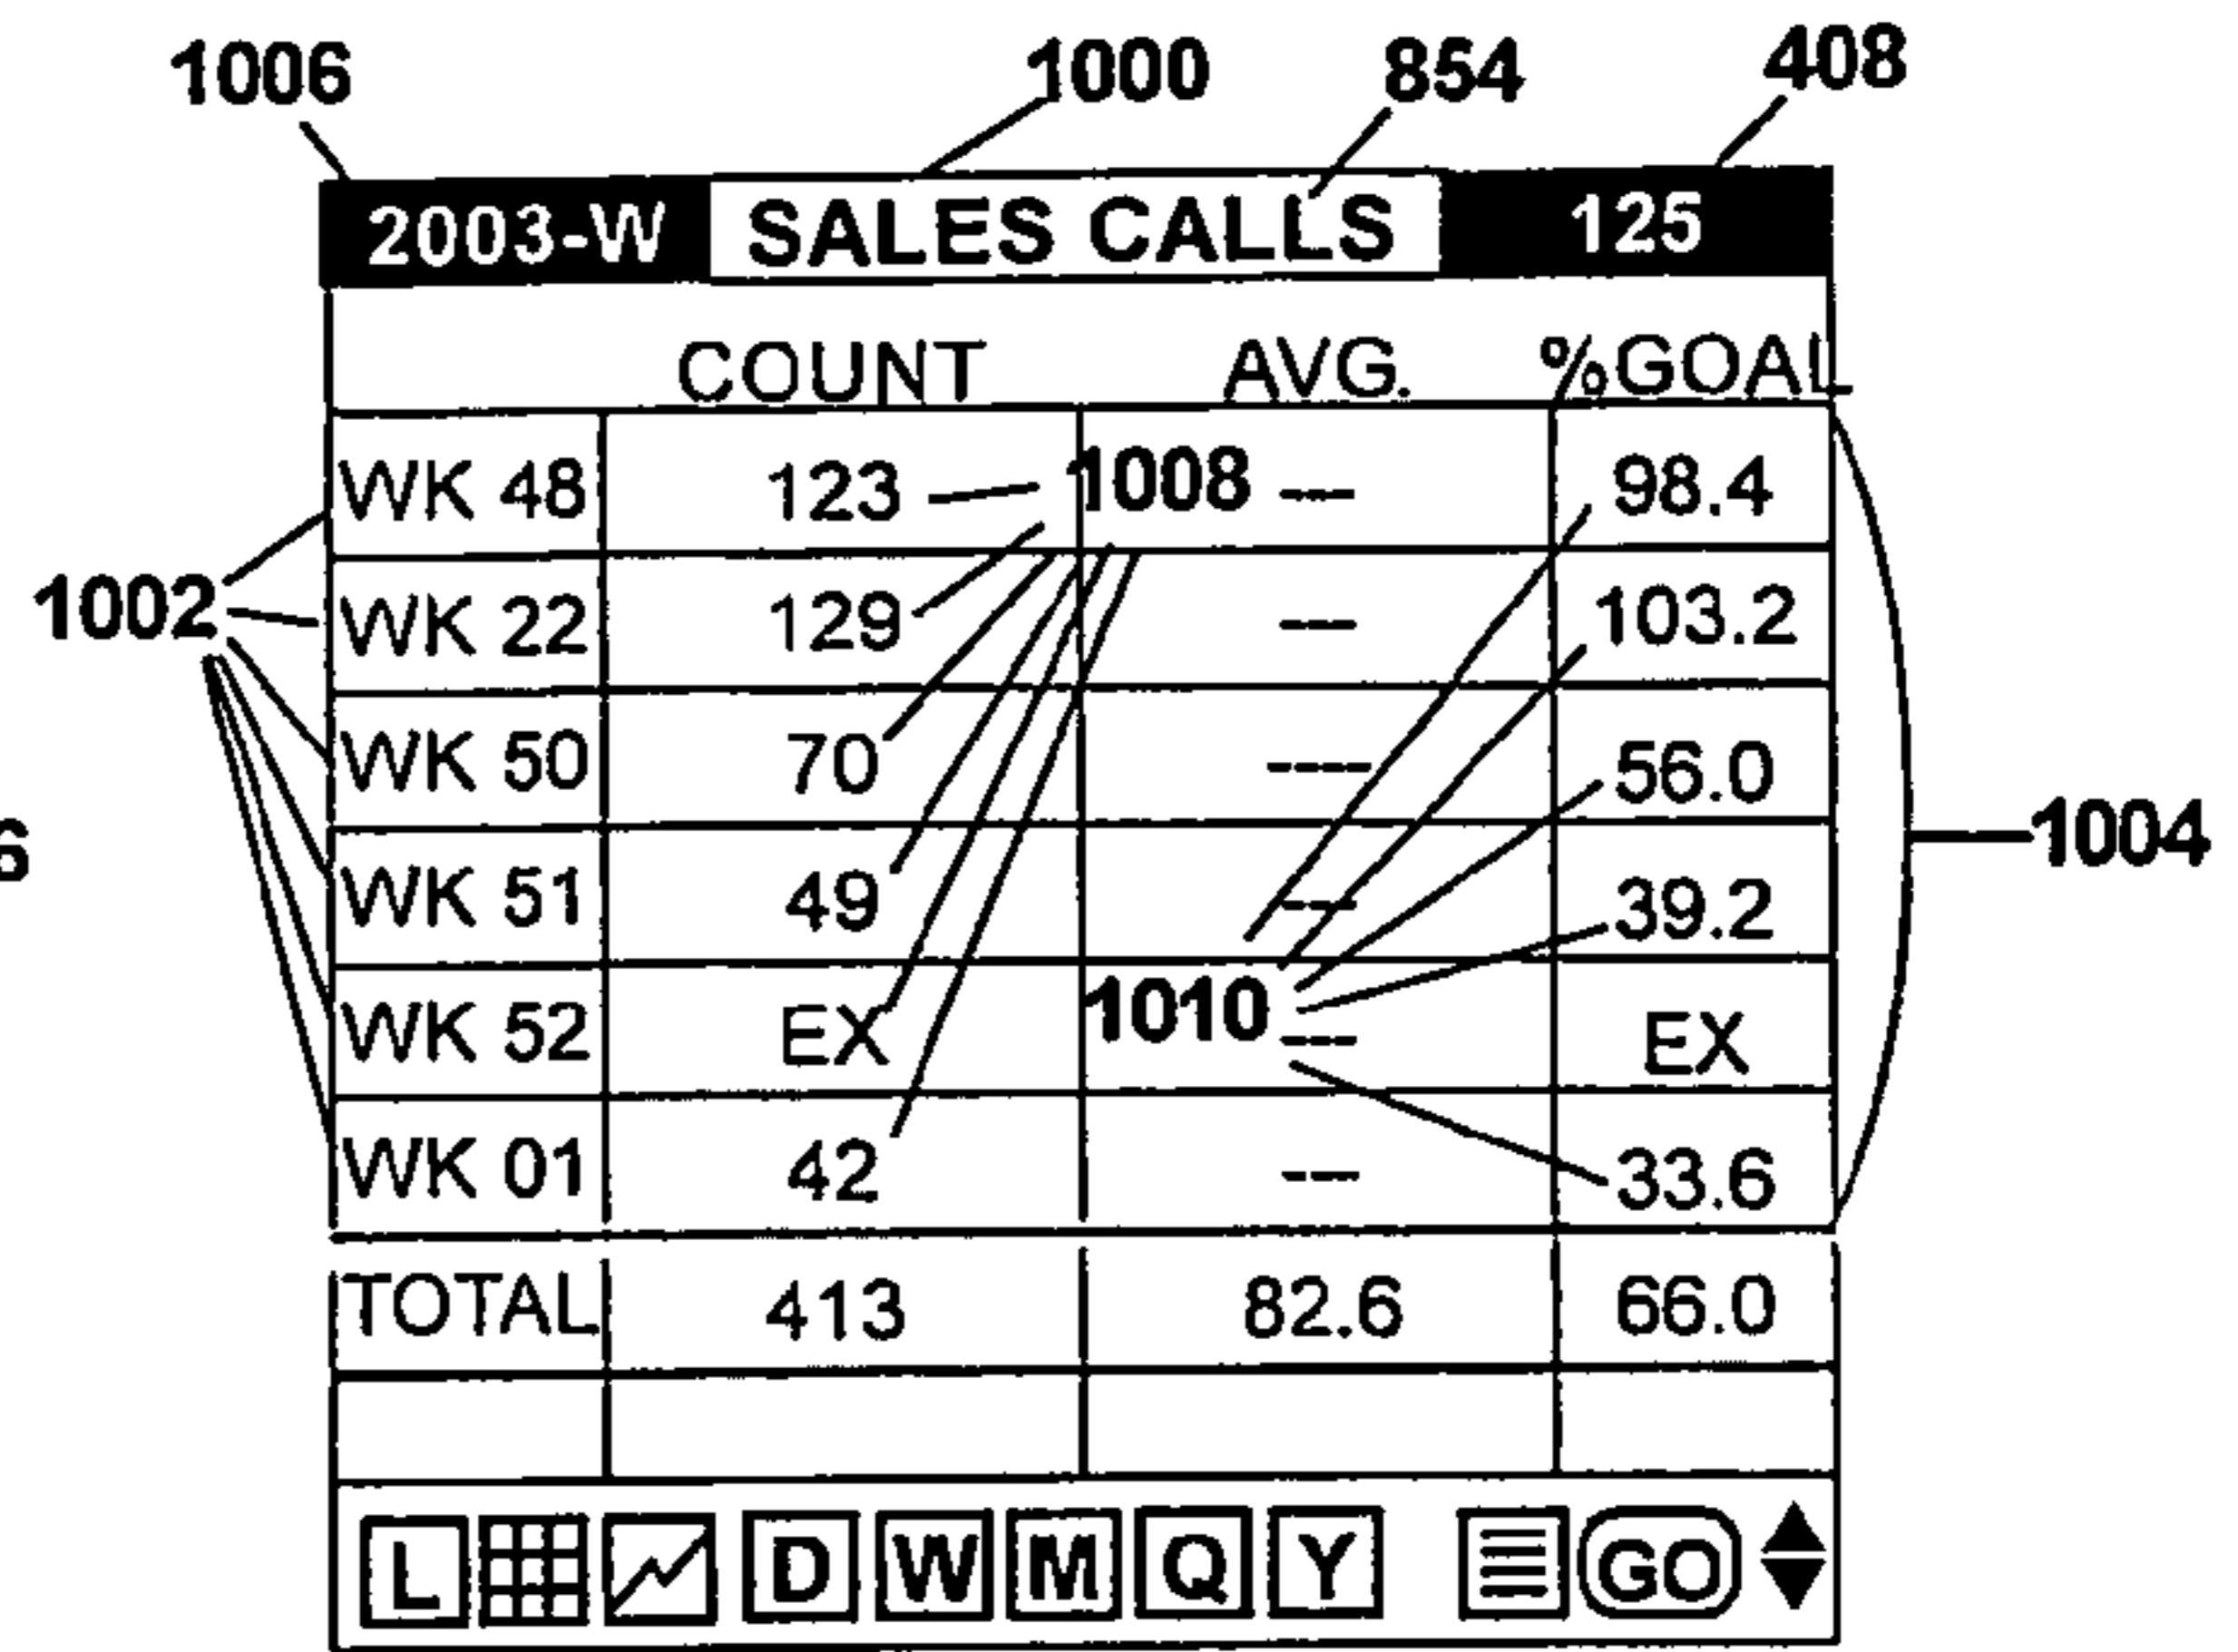 1006 1000 854 408
2003-W SALES CALLS 125
COUNT AVG. %GOAL
WK 48 123 1008 --- 98.4
1002 WK 22 129 --- 103.2
WK 50 70 ---- 56.0
6 1004
WK 51 49 --- 39.2
WK 52 EX 1010 --- EX
WK 01 42 --- 33.6
TOTAL 413 82.6 66.0
L D W M Q Y GO